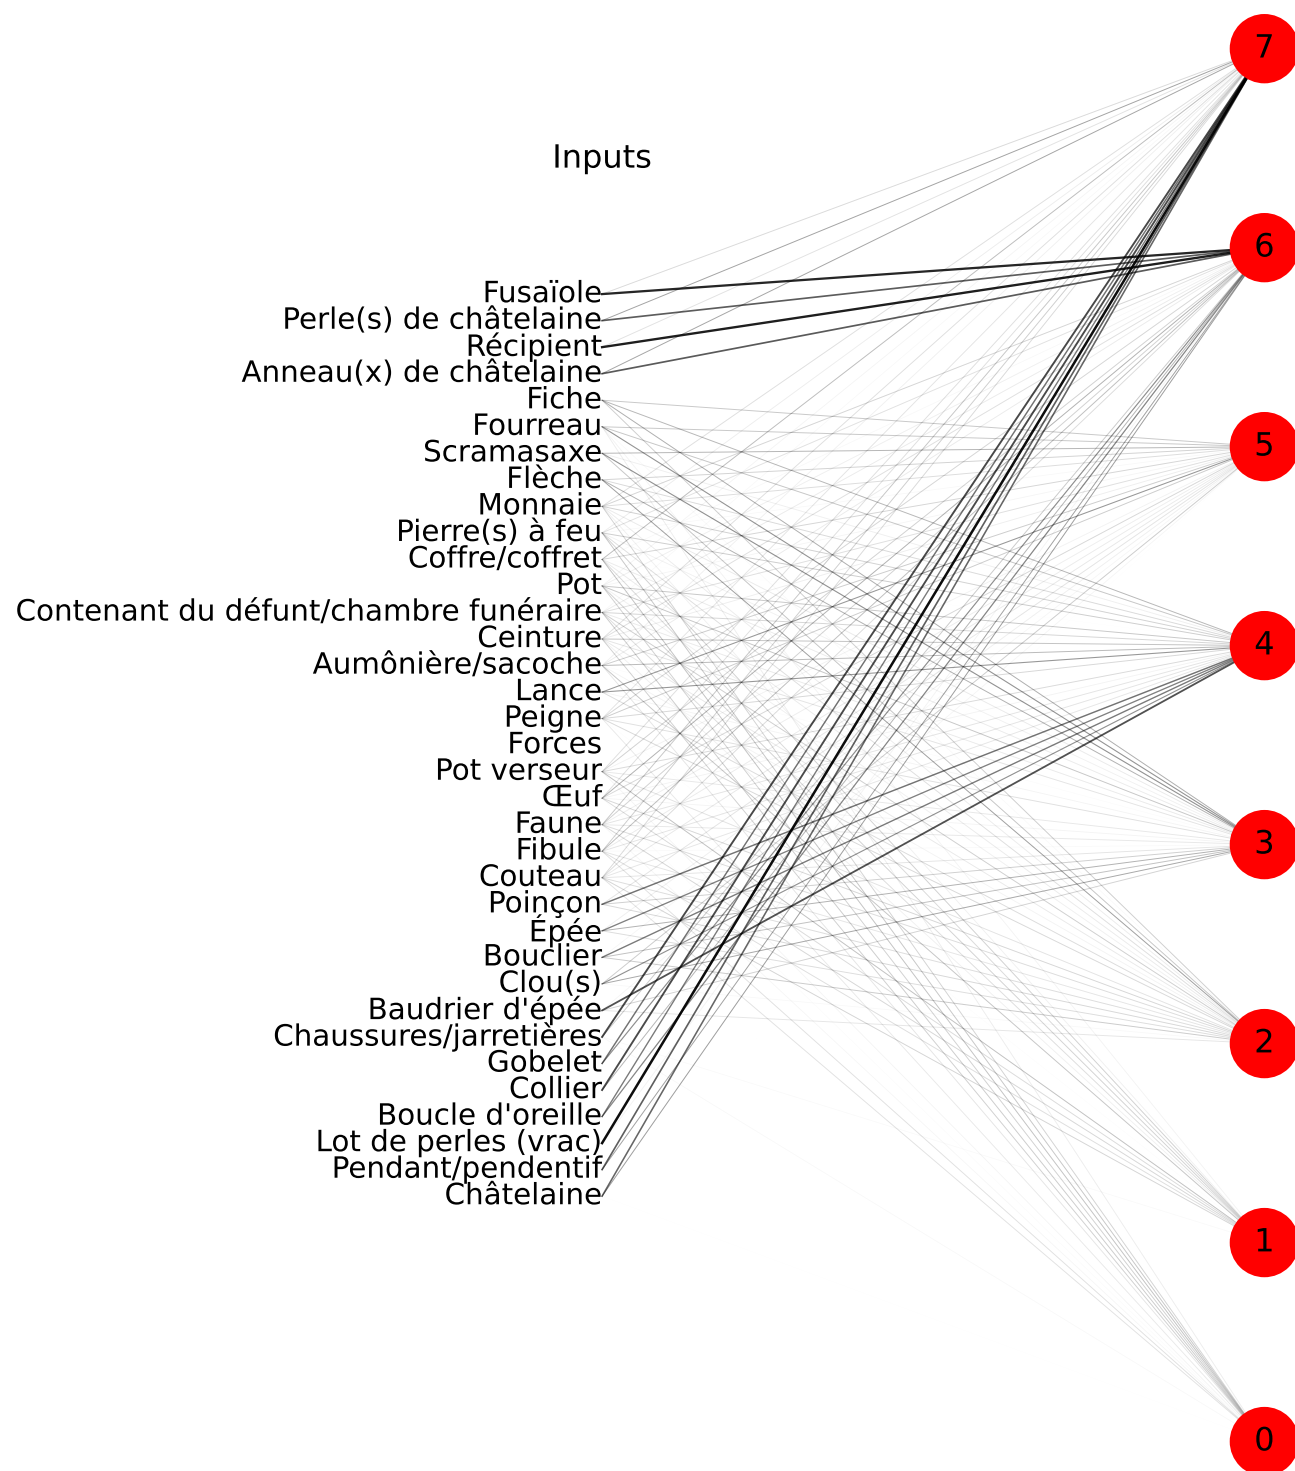 7
Inputs
6
Fusaïole
Perle(s) de châtelaine
Récipient
Anneau(x) de châtelaine
Fiche
Fourreau
5
Scramasaxe
Flèche
Monnaie
Pierre(s) à feu
Coffre/coffret
Pot
Contenant du défunt/chambre funéraire
Ceinture
4
Aumônière/sacoche
Lance
Peigne
Forces
Pot verseur
Œuf
Faune
3
Fibule
Couteau
Poinçon
Épée
Bouclier
Clou(s)
Baudrier d'épée
Chaussures/jarretières
2
Gobelet
Collier
Boucle d'oreille
Lot de perles (vrac)
Pendant/pendentif
Châtelaine
1
0